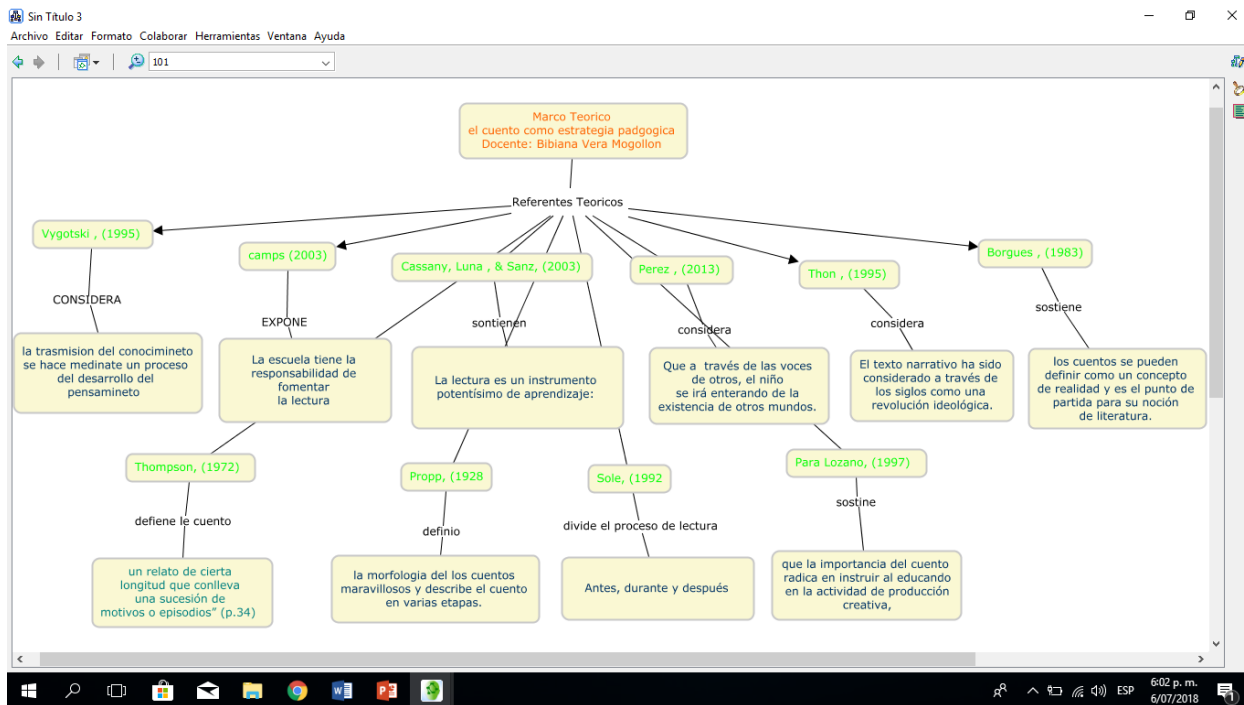 Sin Título 3
Archivo Editar Formato Colaborar Herramientas Ventana Ayuda
101
Marco Teorico
el cuento como estrategia padgogica
Docente: Bibiana Vera Mogollon
Referentes Teoricos
Vygotski , (1995)
CONSIDERA
la trasmision del conocimineto
se hace medinate un proceso
del desarrollo del
pensamineto
camps (2003)
EXPONE
La escuela tiene la
responsabilidad de
fomentar
la lectura
Cassany, Luna , & Sanz, (2003)
sontienen
La lectura es un instrumento
potentísimo de aprendizaje:
Perez , (2013)
considera
Que a través de las voces
de otros, el niño
se irá enterando de la
existencia de otros mundos.
Thon , (1995)
considera
El texto narrativo ha sido
considerado a través de
los siglos como una
revolución ideológica.
Borgues , (1983)
sostiene
los cuentos se pueden
definir como un concepto
de realidad y es el punto de
partida para su noción
de literatura.
Thompson, (1972)
defiene le cuento
un relato de cierta
longitud que conlleva
una sucesión de
motivos o episodios” (p.34)
Propp, (1928
definio
la morfologia del los cuentos
maravillosos y describe el cuento
en varias etapas.
Sole, (1992
divide el proceso de lectura
Antes, durante y después
Para Lozano, (1997)
sostine
que la importancia del cuento
radica en instruir al educando
en la actividad de producción
creativa,
ESP
6:02 p. m.
6/07/2018
1